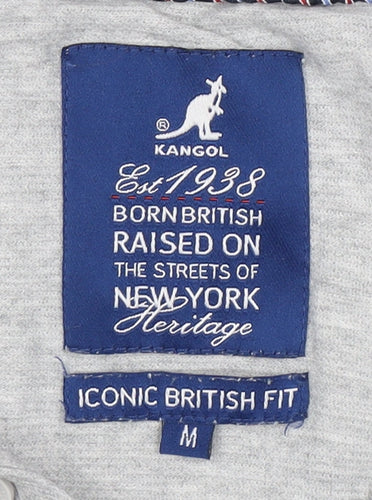 ®
KANGOL
Est 1938
BORN BRITISH
RAISED ON
THE STREETS OF
NEW YORK
Heritage
ICONIC BRITISH FIT
M